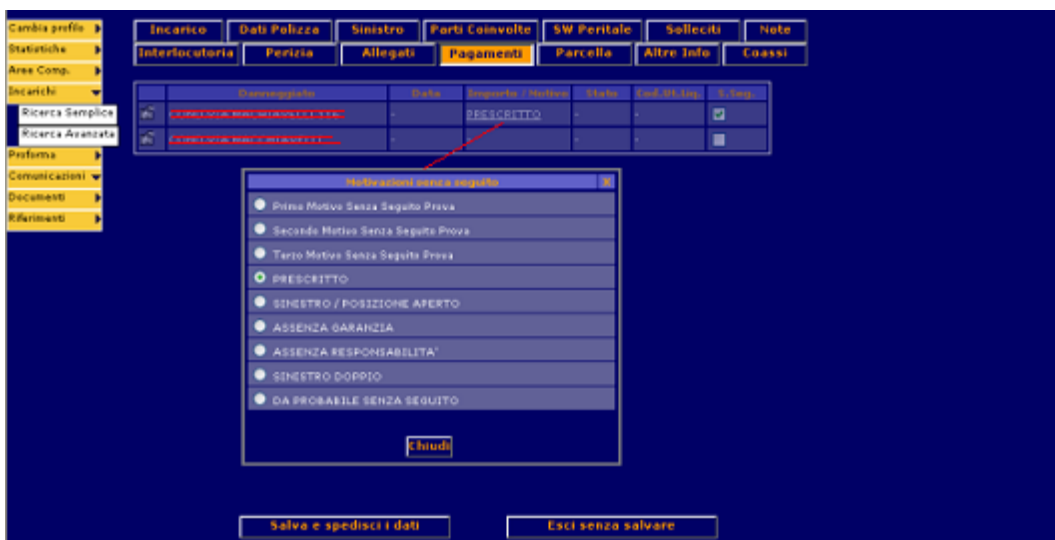 Cambia profilo
Statistiche
Area Comp.
Incarichi
Ricerca Semplice
Ricerca Avanzata
Proforma
Comunicazioni
Documenti
Riferimenti
Incarico Dati Polizza Sinistro Parti Coinvolte SW Peritale Solleciti Note
Interlocutoria Perizia Allegati Pagamenti Parcella Altre Info Coassi
Danneggiato Data Importo / Motivo Stato Cod.Ut.Liq. S.Seg.
- PRESCRITTO - -
- - -
Motivazioni senza seguito X
Primo Motivo Senza Seguito Prova
Secondo Motivo Senza Seguito Prova
Terzo Motivo Senza Seguito Prova
PRESCRITTO
SINISTRO / POSIZIONE APERTO
ASSENZA GARANZIA
ASSENZA RESPONSABILITA'
SINISTRO DOPPIO
DA PROBABILE SENZA SEGUITO
Chiudi
Salva e spedisci i dati Esci senza salvare